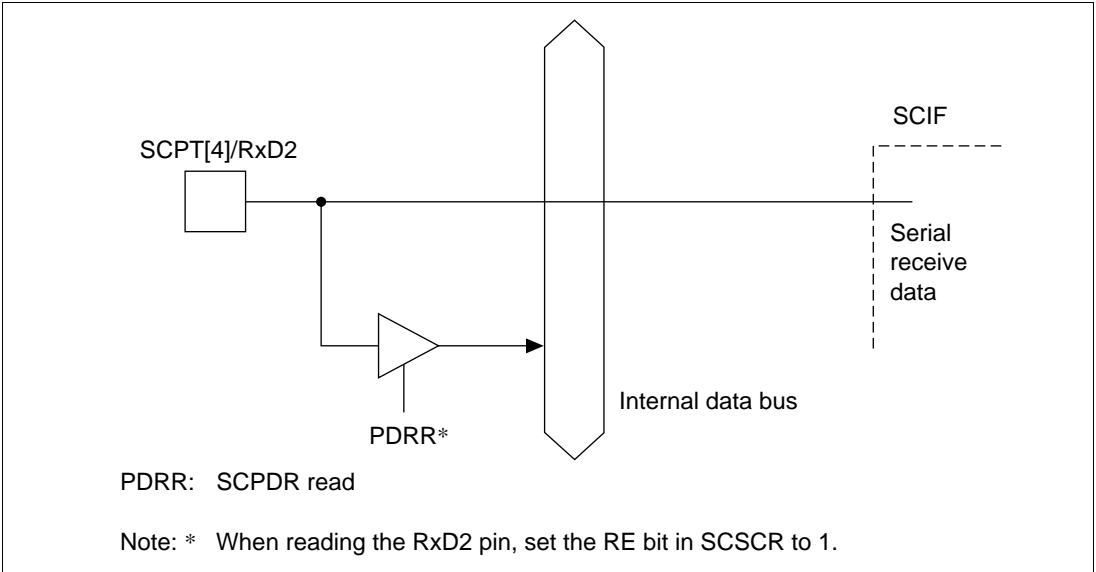 SCIF
SCPT[4]/RxD2
Serial
receive
data
Internal data bus
PDRR*
PDRR: SCPDR read
Note: * When reading the RxD2 pin, set the RE bit in SCSCR to 1.